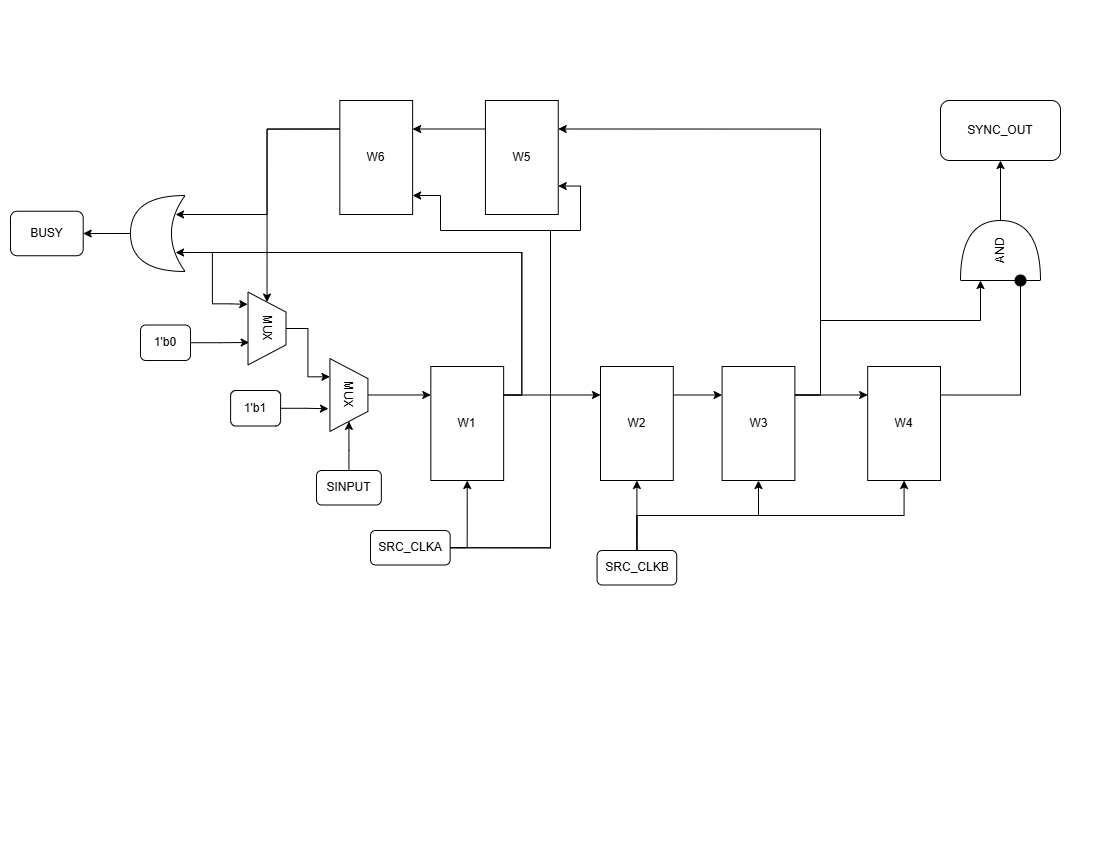 W6
W5
SYNC_OUT
BUSY
AND
1'b0
MUX
1'b1
MUX
W1
W2
W3
W4
SINPUT
SRC_CLKA
SRC_CLKB